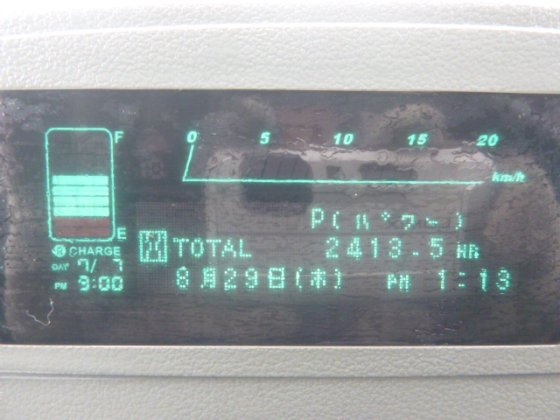 0 5 10 15 20
km/h
F
E
P(パワー)
TOTAL 2413.5 HR
CHARGE
DAY 7/7
PM 9:00
8月29日(木) PM 1:13